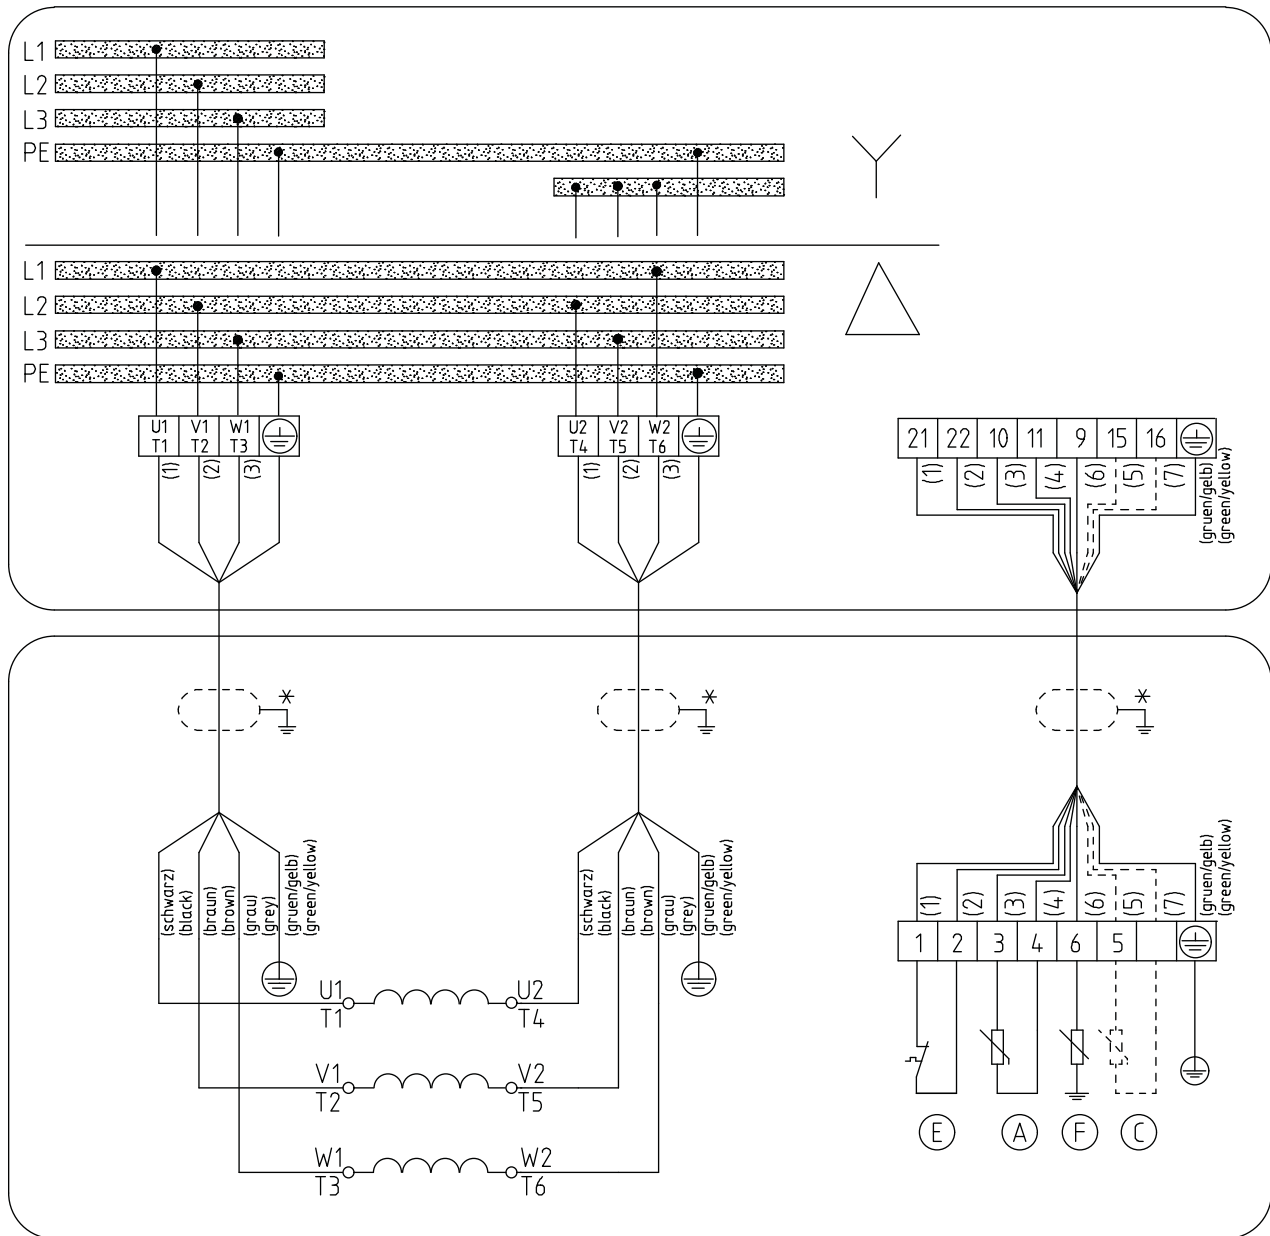 L1
L2
L3
PE
L1
L2
L3
PE
U1 V1 W1
T1 T2 T3
(1) (2) (3)
U2 V2 W2
T4 T5 T6
(1) (2) (3)
21 22 10 11 9 15 16
(1) (2) (3) (4) (6) (5) (7)
(gruen/gelb)
(green/yellow)
*
*
*
(schwarz)
(black)
(braun)
(brown)
(grau)
(grey)
(gruen/gelb)
(green/yellow)
(schwarz)
(black)
(braun)
(brown)
(grau)
(grey)
(gruen/gelb)
(green/yellow)
(1) (2) (3) (4) (6) (5) (7)
(gruen/gelb)
(green/yellow)
1 2 3 4 6 5
U1 U2
T1 T4
V1 V2
T2 T5
W1 W2
T3 T6
E A F C